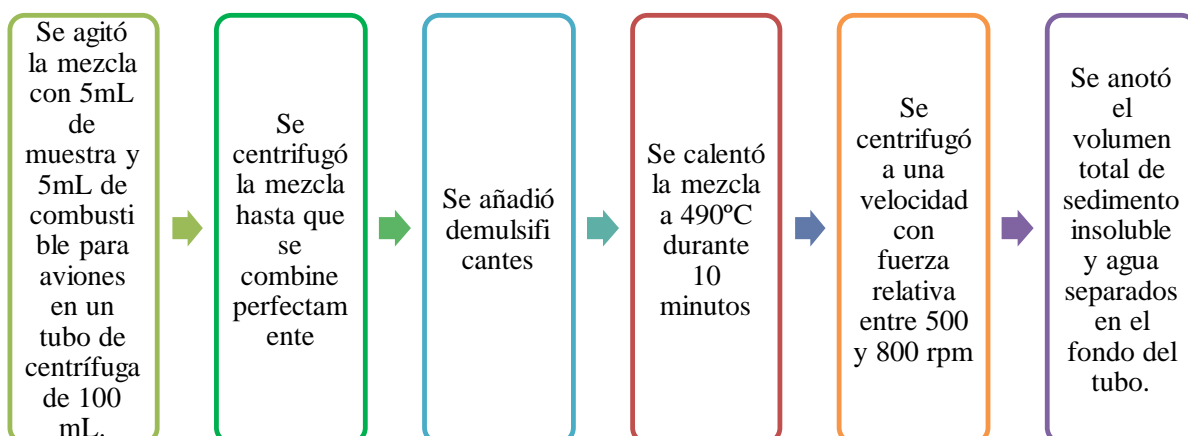 Se agitó
la mezcla
con 5mL
de
muestra y
5mL de
combusti
ble para
aviones
en un
tubo de
centrífuga
de 100
mL.
Se
centrifugó
la mezcla
hasta que
se
combine
perfectam
ente
Se añadió
demulsifi
cantes
Se calentó
la mezcla
a 490ºC
durante
10
minutos
Se
centrifugó
a una
velocidad
con
fuerza
relativa
entre 500
y 800 rpm
Se anotó
el
volumen
total de
sedimento
insoluble
y agua
separados
en el
fondo del
tubo.